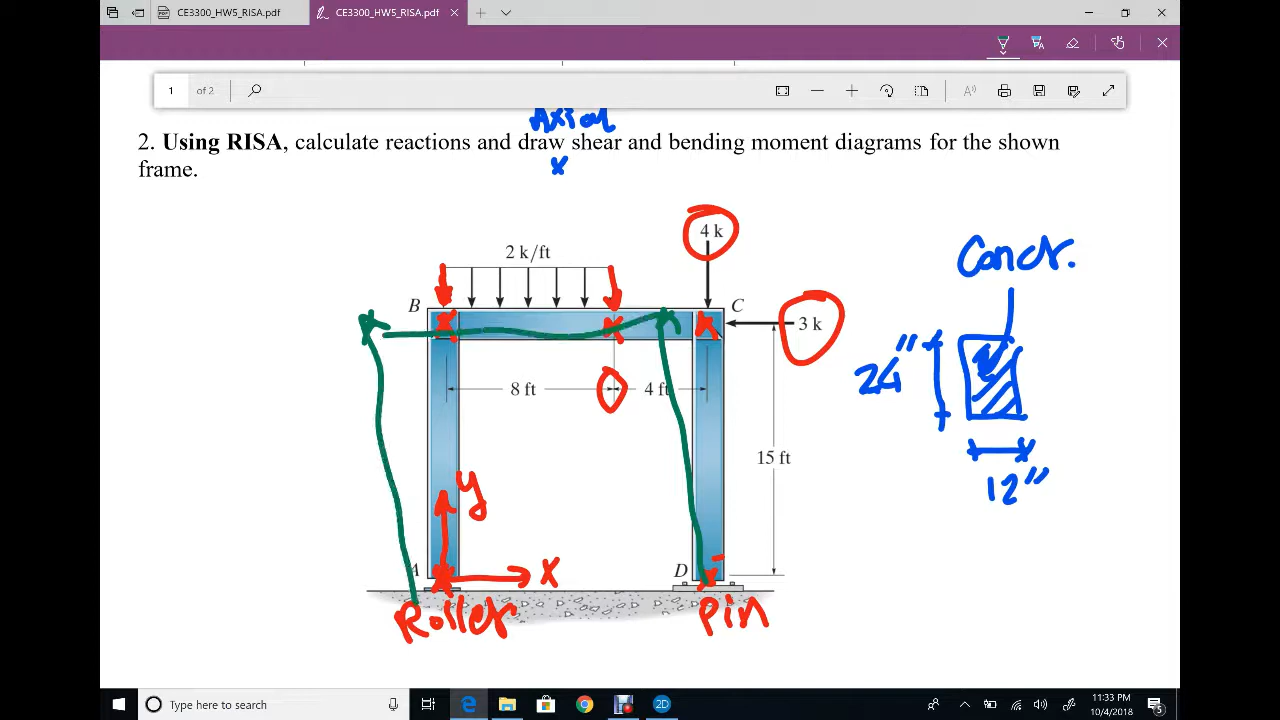 CE3300_HW5_RISA.pdf
CE3300_HW5_RISA.pdf
1 of 2
Axial
2. Using RISA, calculate reactions and draw shear and bending moment diagrams for the shown
frame.
x
4 k
2 k/ft
B
C
3 k
Concr.
24"
8 ft
4 ft
15 ft
12"
y
A
x
D
Roller
Pin
Type here to search
2D
11:33 PM
10/4/2018
5